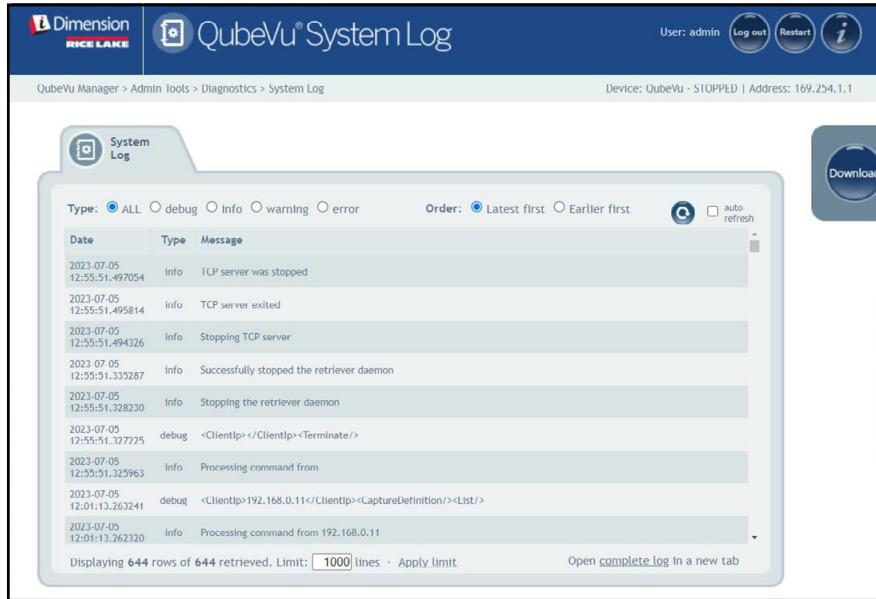 iDimension
RICE LAKE
QubeVu® System Log
User: admin
Log out
Restart
i
QubeVu Manager > Admin Tools > Diagnostics > System Log
Device: QubeVu - STOPPED | Address: 169.254.1.1
System
Log
Download
Type: ALL debug info warning error
Order: Latest first Earlier first
auto
refresh
Date Type Message
2023-07-05
12:55:51.497054 info TCP server was stopped
2023-07-05
12:55:51.495814 info TCP server exited
2023-07-05
12:55:51.494326 info Stopping TCP server
2023-07-05
12:55:51.335287 info Successfully stopped the retriever daemon
2023-07-05
12:55:51.328230 info Stopping the retriever daemon
2023-07-05
12:55:51.327225 debug <ClientIp></ClientIp><Terminate/>
2023-07-05
12:55:51.325963 info Processing command from
2023-07-05
12:01:13.263241 debug <ClientIp>192.168.0.11</ClientIp><CaptureDefinition/><List/>
2023-07-05
12:01:13.262320 info Processing command from 192.168.0.11
Displaying 644 rows of 644 retrieved. Limit: 1000 lines · Apply limit
Open complete log in a new tab